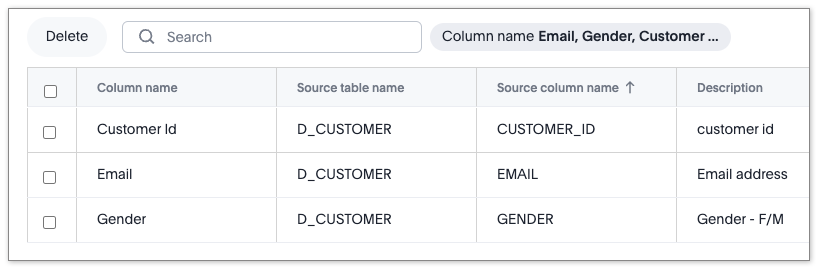 Delete Search Column name Email, Gender, Customer ...
Column name Source table name Source column name ↑ Description
Customer Id D_CUSTOMER CUSTOMER_ID customer id
Email D_CUSTOMER EMAIL Email address
Gender D_CUSTOMER GENDER Gender - F/M